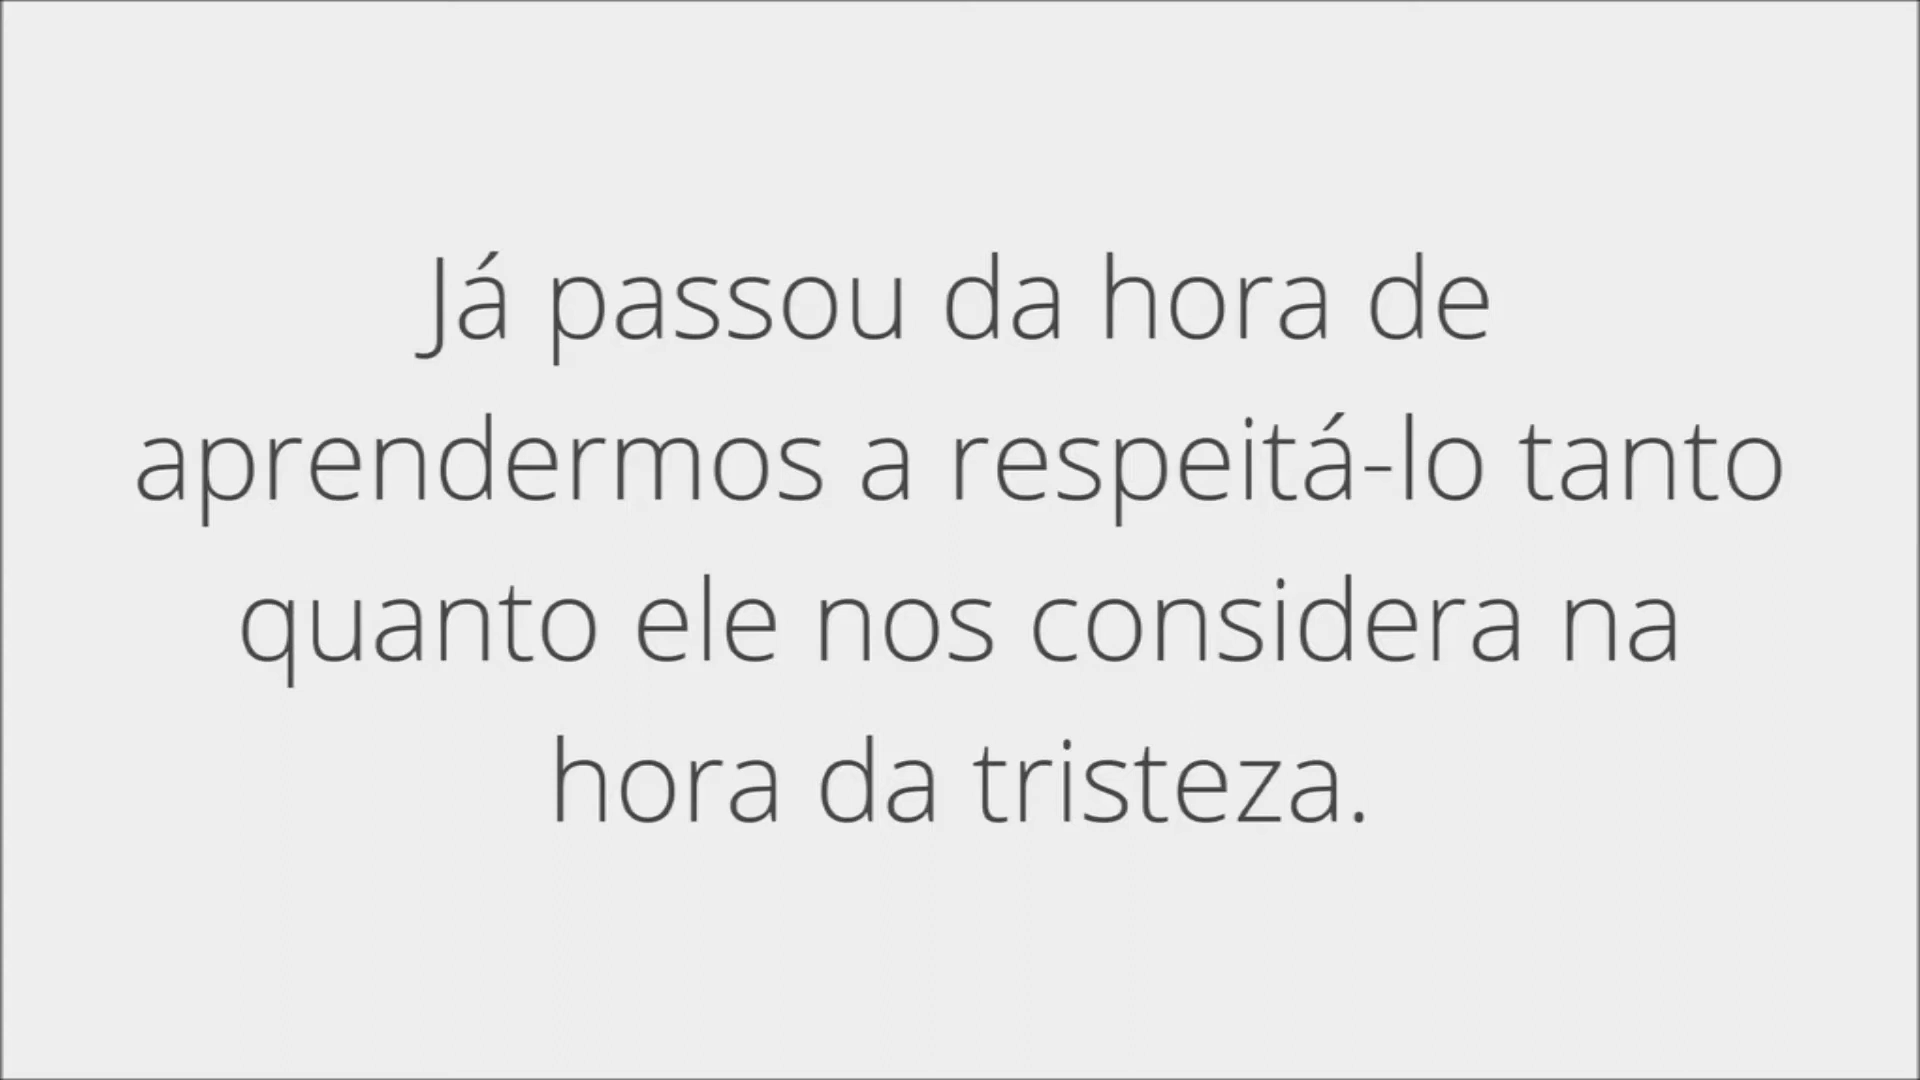 Já passou da hora de
aprendermos a respeitá-lo tanto
quanto ele nos considera na
hora da tristeza.